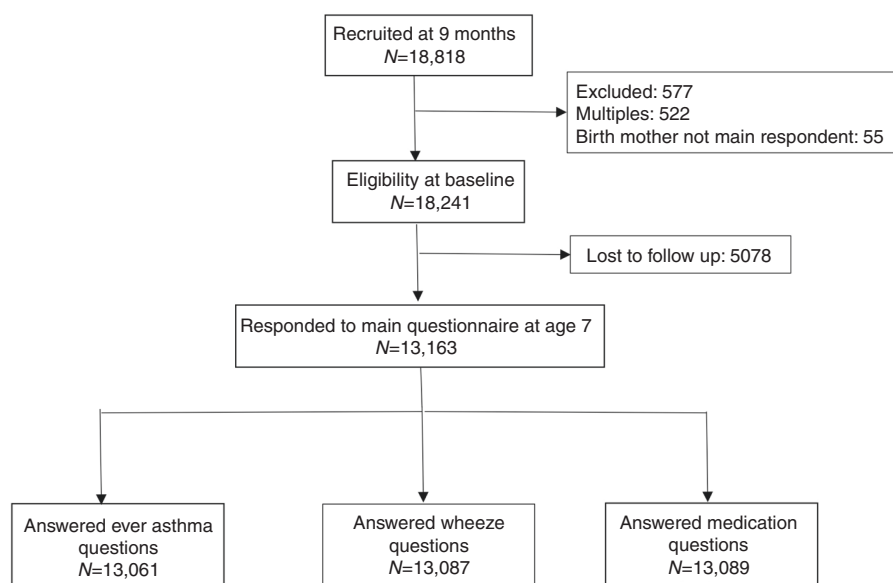 Recruited at 9 months
N=18,818
Excluded: 577
Multiples: 522
Birth mother not main respondent: 55
Eligibility at baseline
N=18,241
Lost to follow up: 5078
Responded to main questionnaire at age 7
N=13,163
Answered ever asthma
questions
N=13,061
Answered wheeze
questions
N=13,087
Answered medication
questions
N=13,089